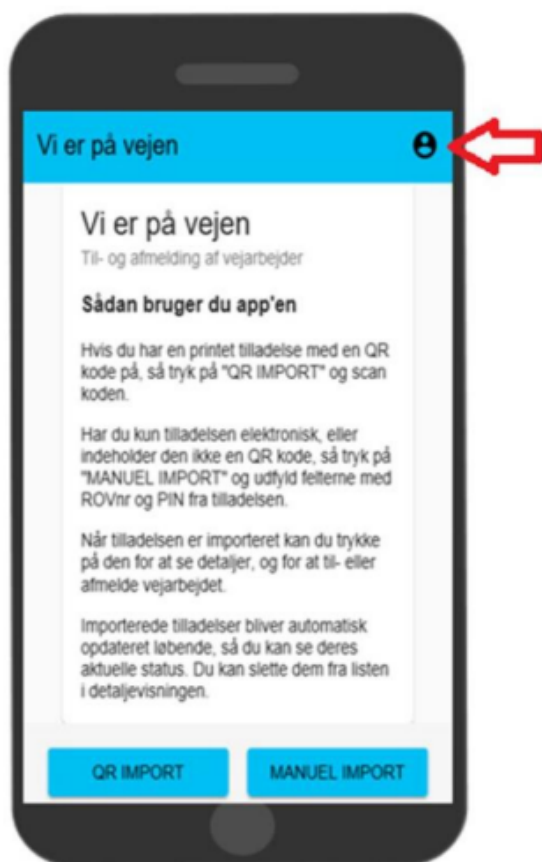 Vi er på vejen
Vi er på vejen
Til- og afmelding af vejarbejder
Sådan bruger du app'en
Hvis du har en printet tilladelse med en QR
kode på, så tryk på "QR IMPORT" og scan
koden.
Har du kun tilladelsen elektronisk, eller
indeholder den ikke en QR kode, så tryk på
"MANUEL IMPORT" og udfyld felterne med
ROVnr og PIN fra tilladelsen.
Når tilladelsen er importeret kan du trykke
på den for at se detaljer, og for at til- eller
afmelde vejarbejdet.
Importerede tilladelser bliver automatisk
opdateret løbende, så du kan se deres
aktuelle status. Du kan slette dem fra listen
i detaljevisningen.
QR IMPORT
MANUEL IMPORT